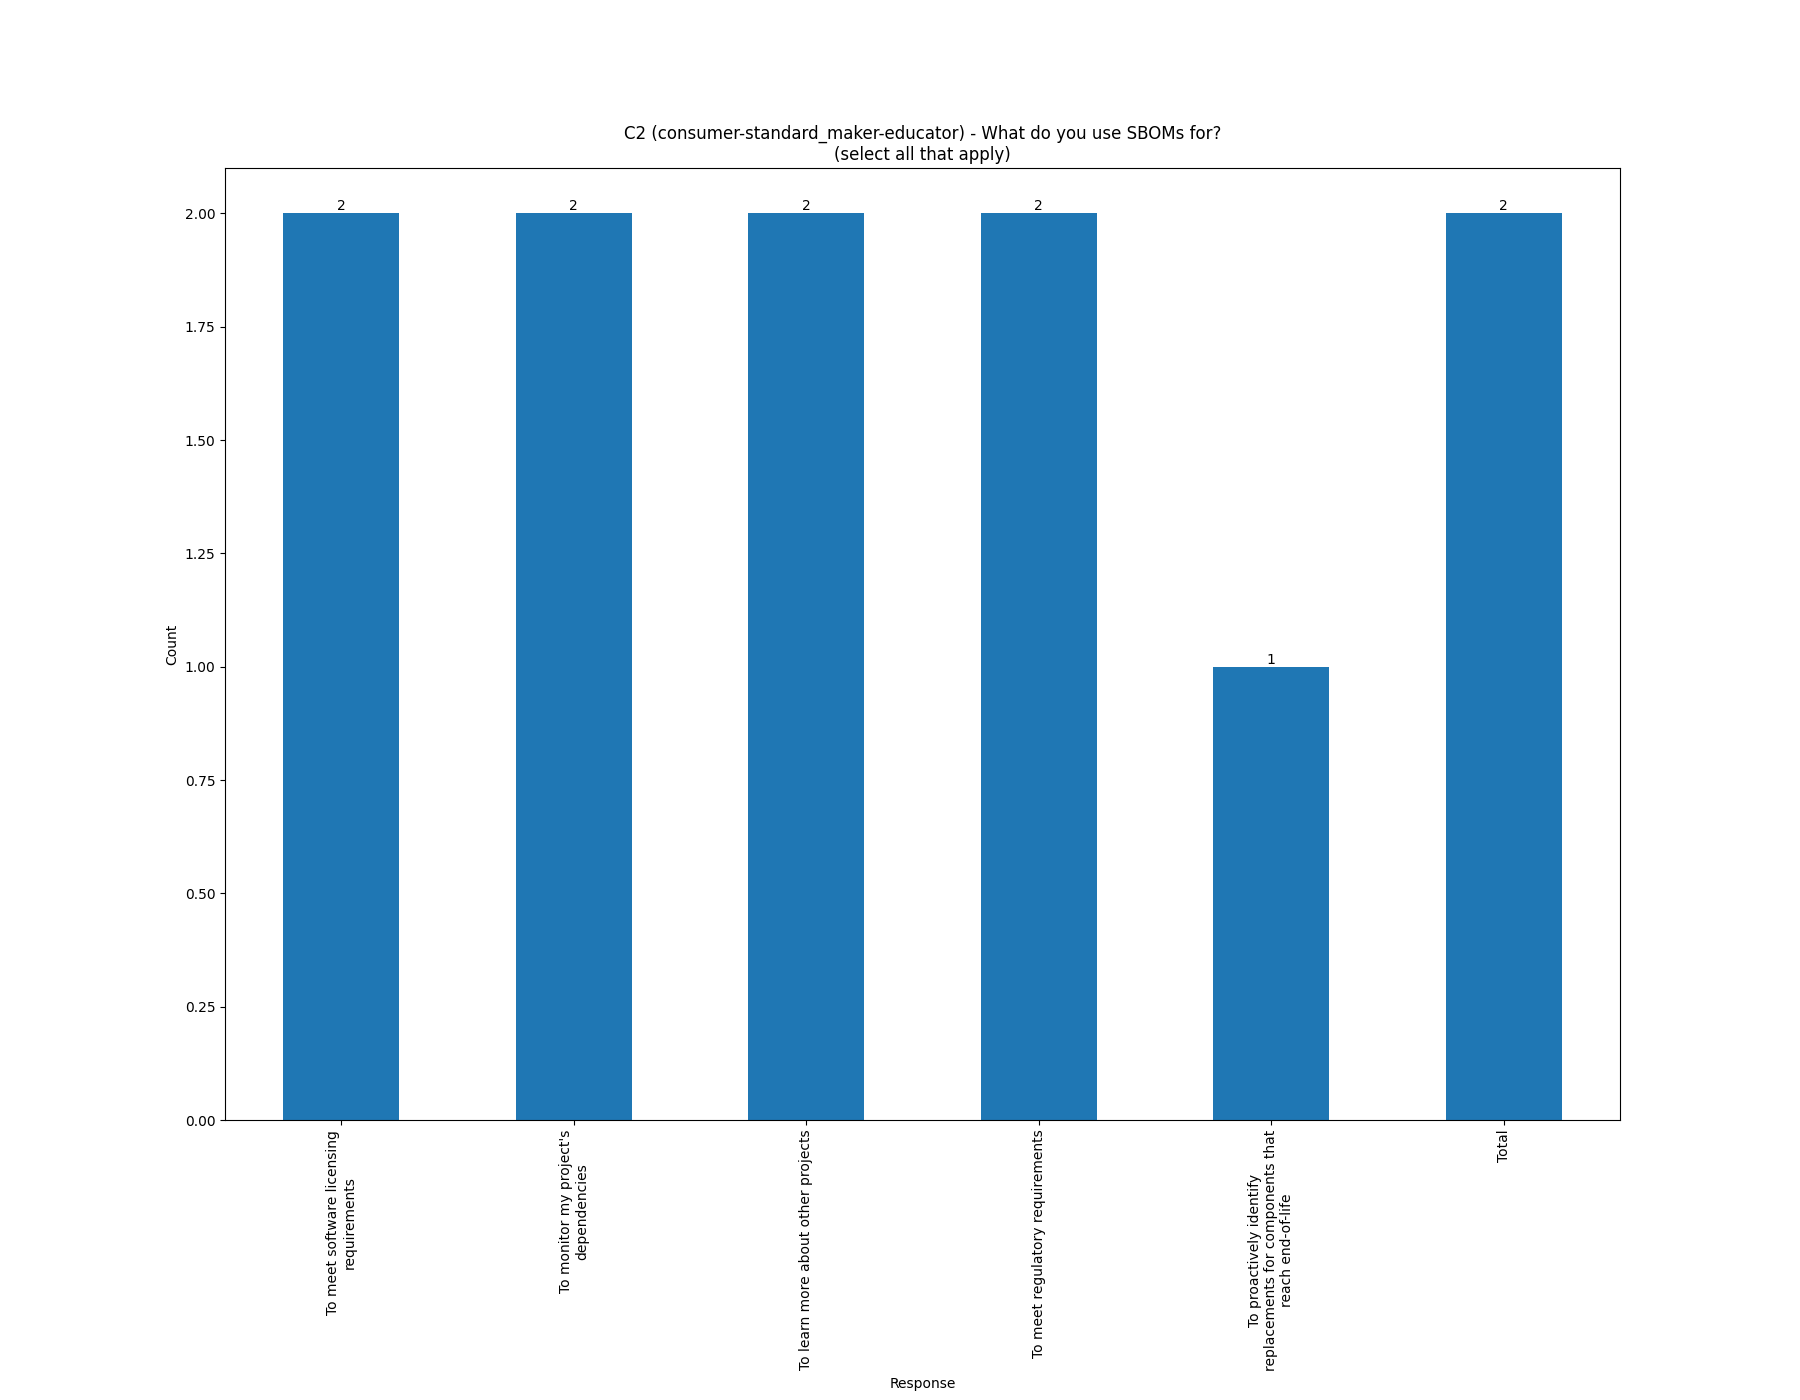 C2 (consumer-standard_maker-educator) - What do you use SBOMs for?
(select all that apply)
2
2
2
2
1
2
2.00
1.75
1.50
1.25
1.00
0.75
0.50
0.25
0.00
Count
To meet software licensing
requirements
To monitor my project's
dependencies
To learn more about other projects
To meet regulatory requirements
To proactively identify
replacements for components that
reach end-of-life
Total
Response